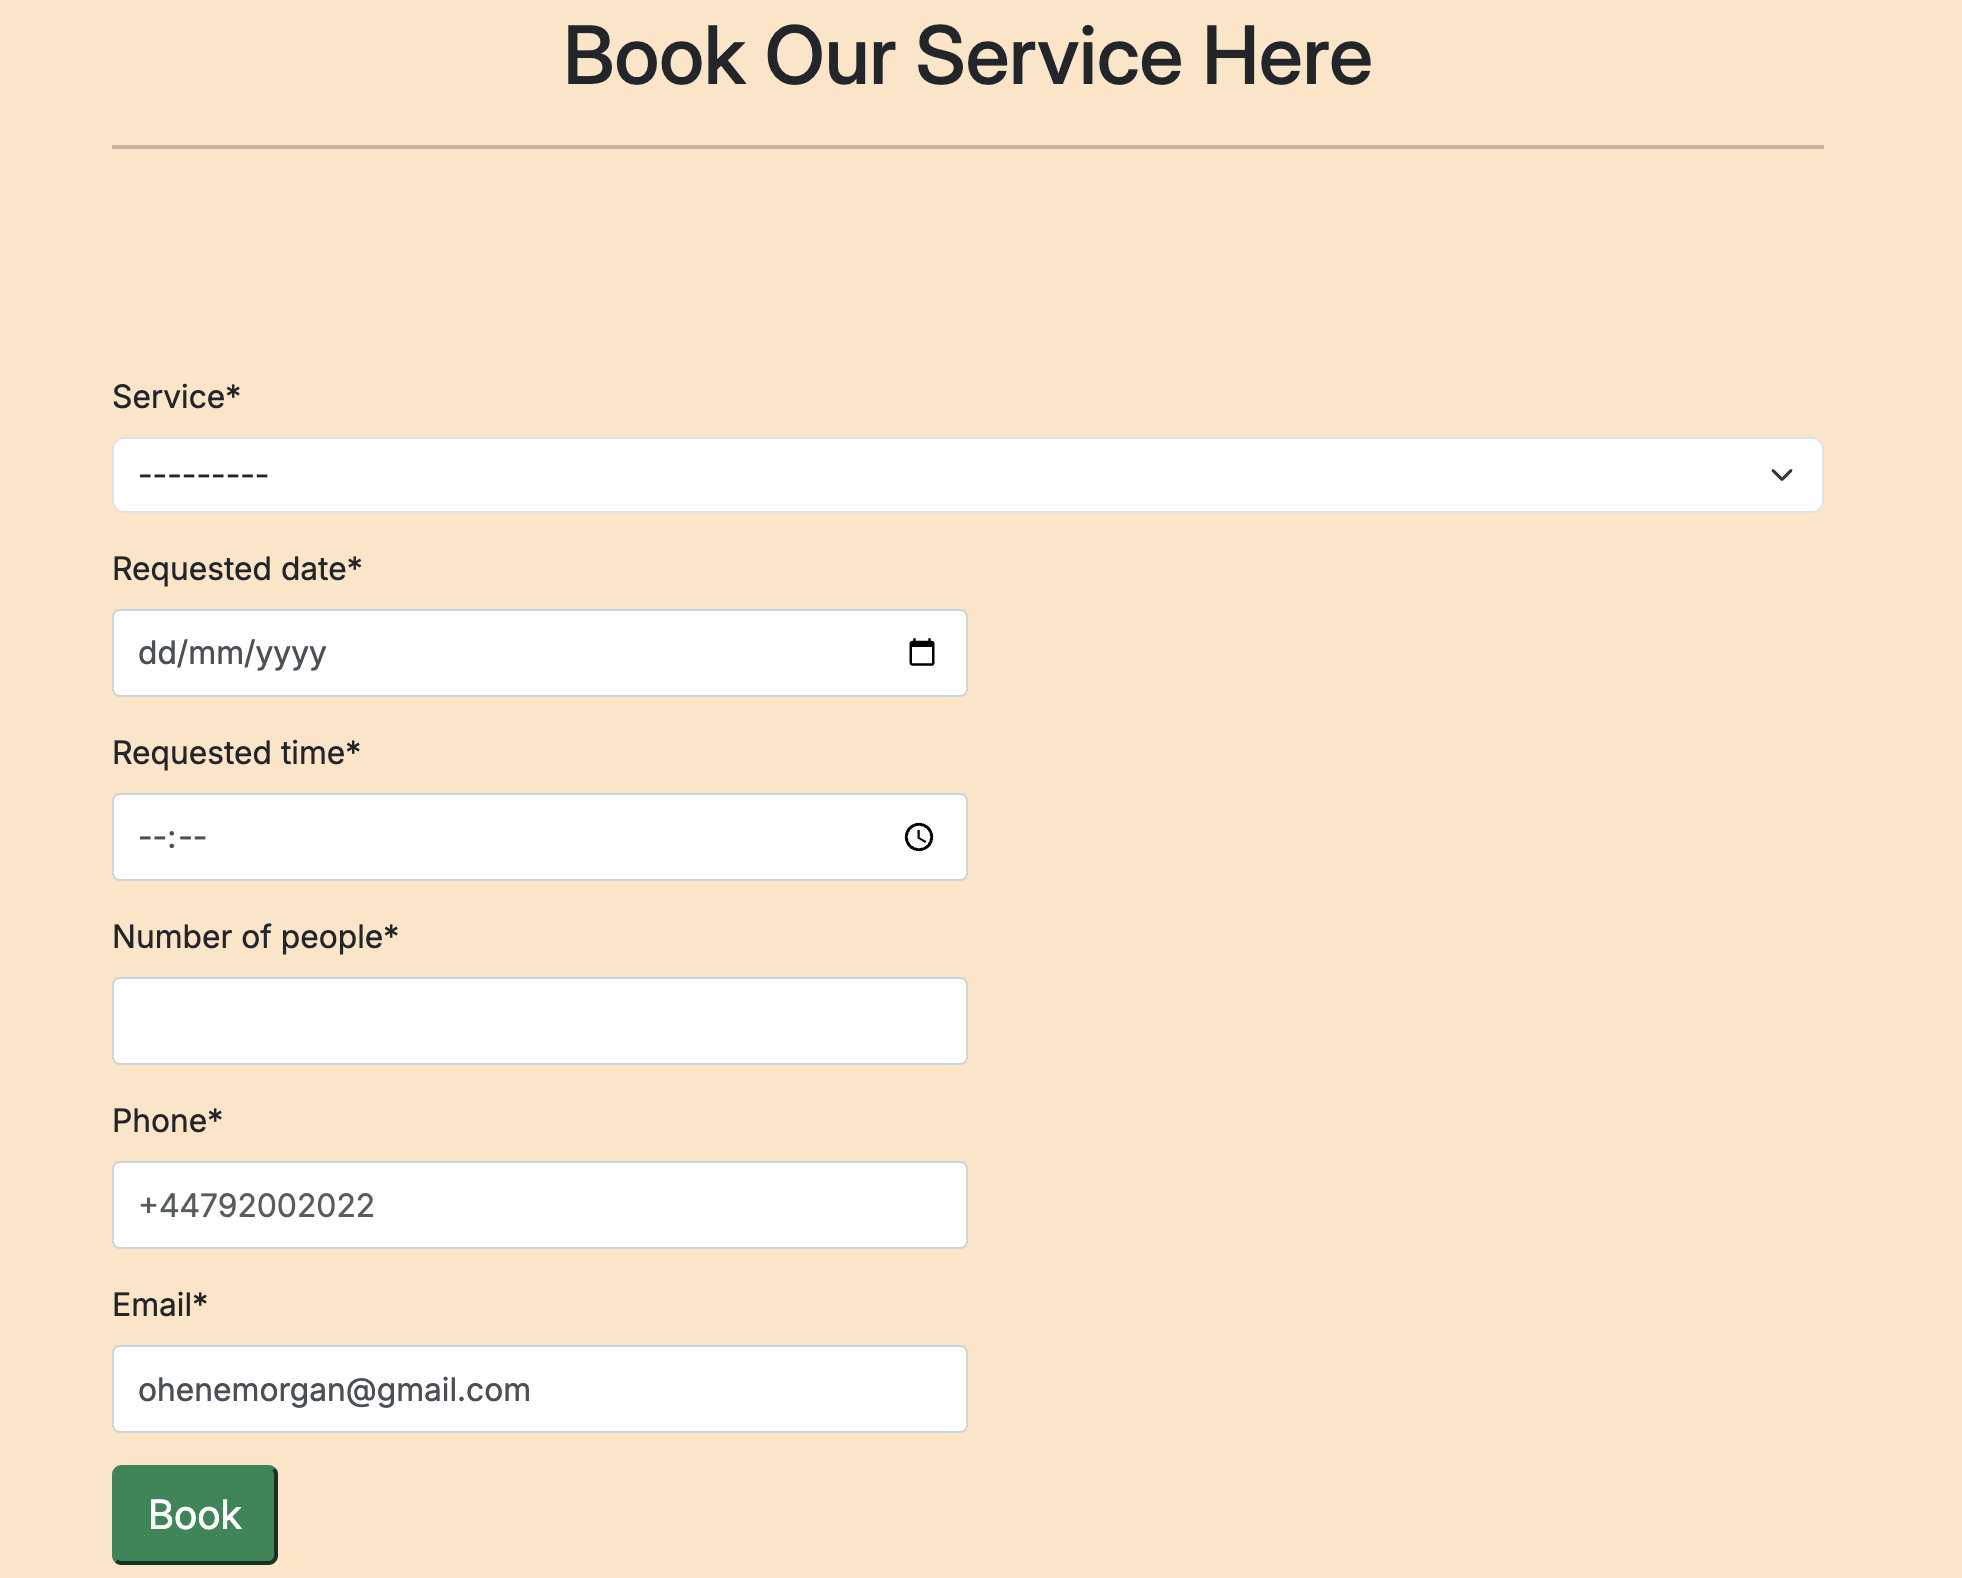 Book Our Service Here
Service*
---------
Requested date*
dd/mm/yyyy
Requested time*
--:--
Number of people*
Phone*
+44792002022
Email*
ohenemorgan@gmail.com
Book